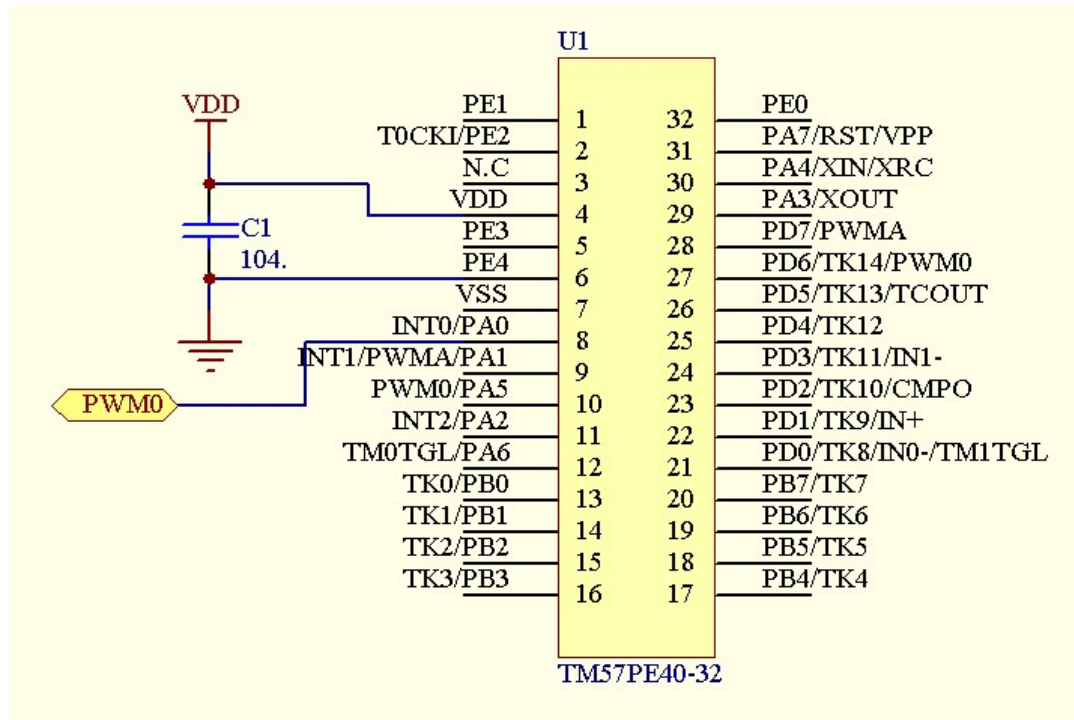 U1
VDD
C1
104.
PWM0
PE1 1 32 PE0
T0CKI/PE2 2 31 PA7/RST/VPP
N.C 3 30 PA4/XIN/XRC
VDD 4 29 PA3/XOUT
PE3 5 28 PD7/PWMA
PE4 6 27 PD6/TK14/PWM0
VSS 7 26 PD5/TK13/TCOUT
INT0/PA0 8 25 PD4/TK12
INT1/PWMA/PA1 9 24 PD3/TK11/IN1-
PWM0/PA5 10 23 PD2/TK10/CMPO
INT2/PA2 11 22 PD1/TK9/IN+
TM0TGL/PA6 12 21 PD0/TK8/IN0-/TM1TGL
TK0/PB0 13 20 PB7/TK7
TK1/PB1 14 19 PB6/TK6
TK2/PB2 15 18 PB5/TK5
TK3/PB3 16 17 PB4/TK4
TM57PE40-32